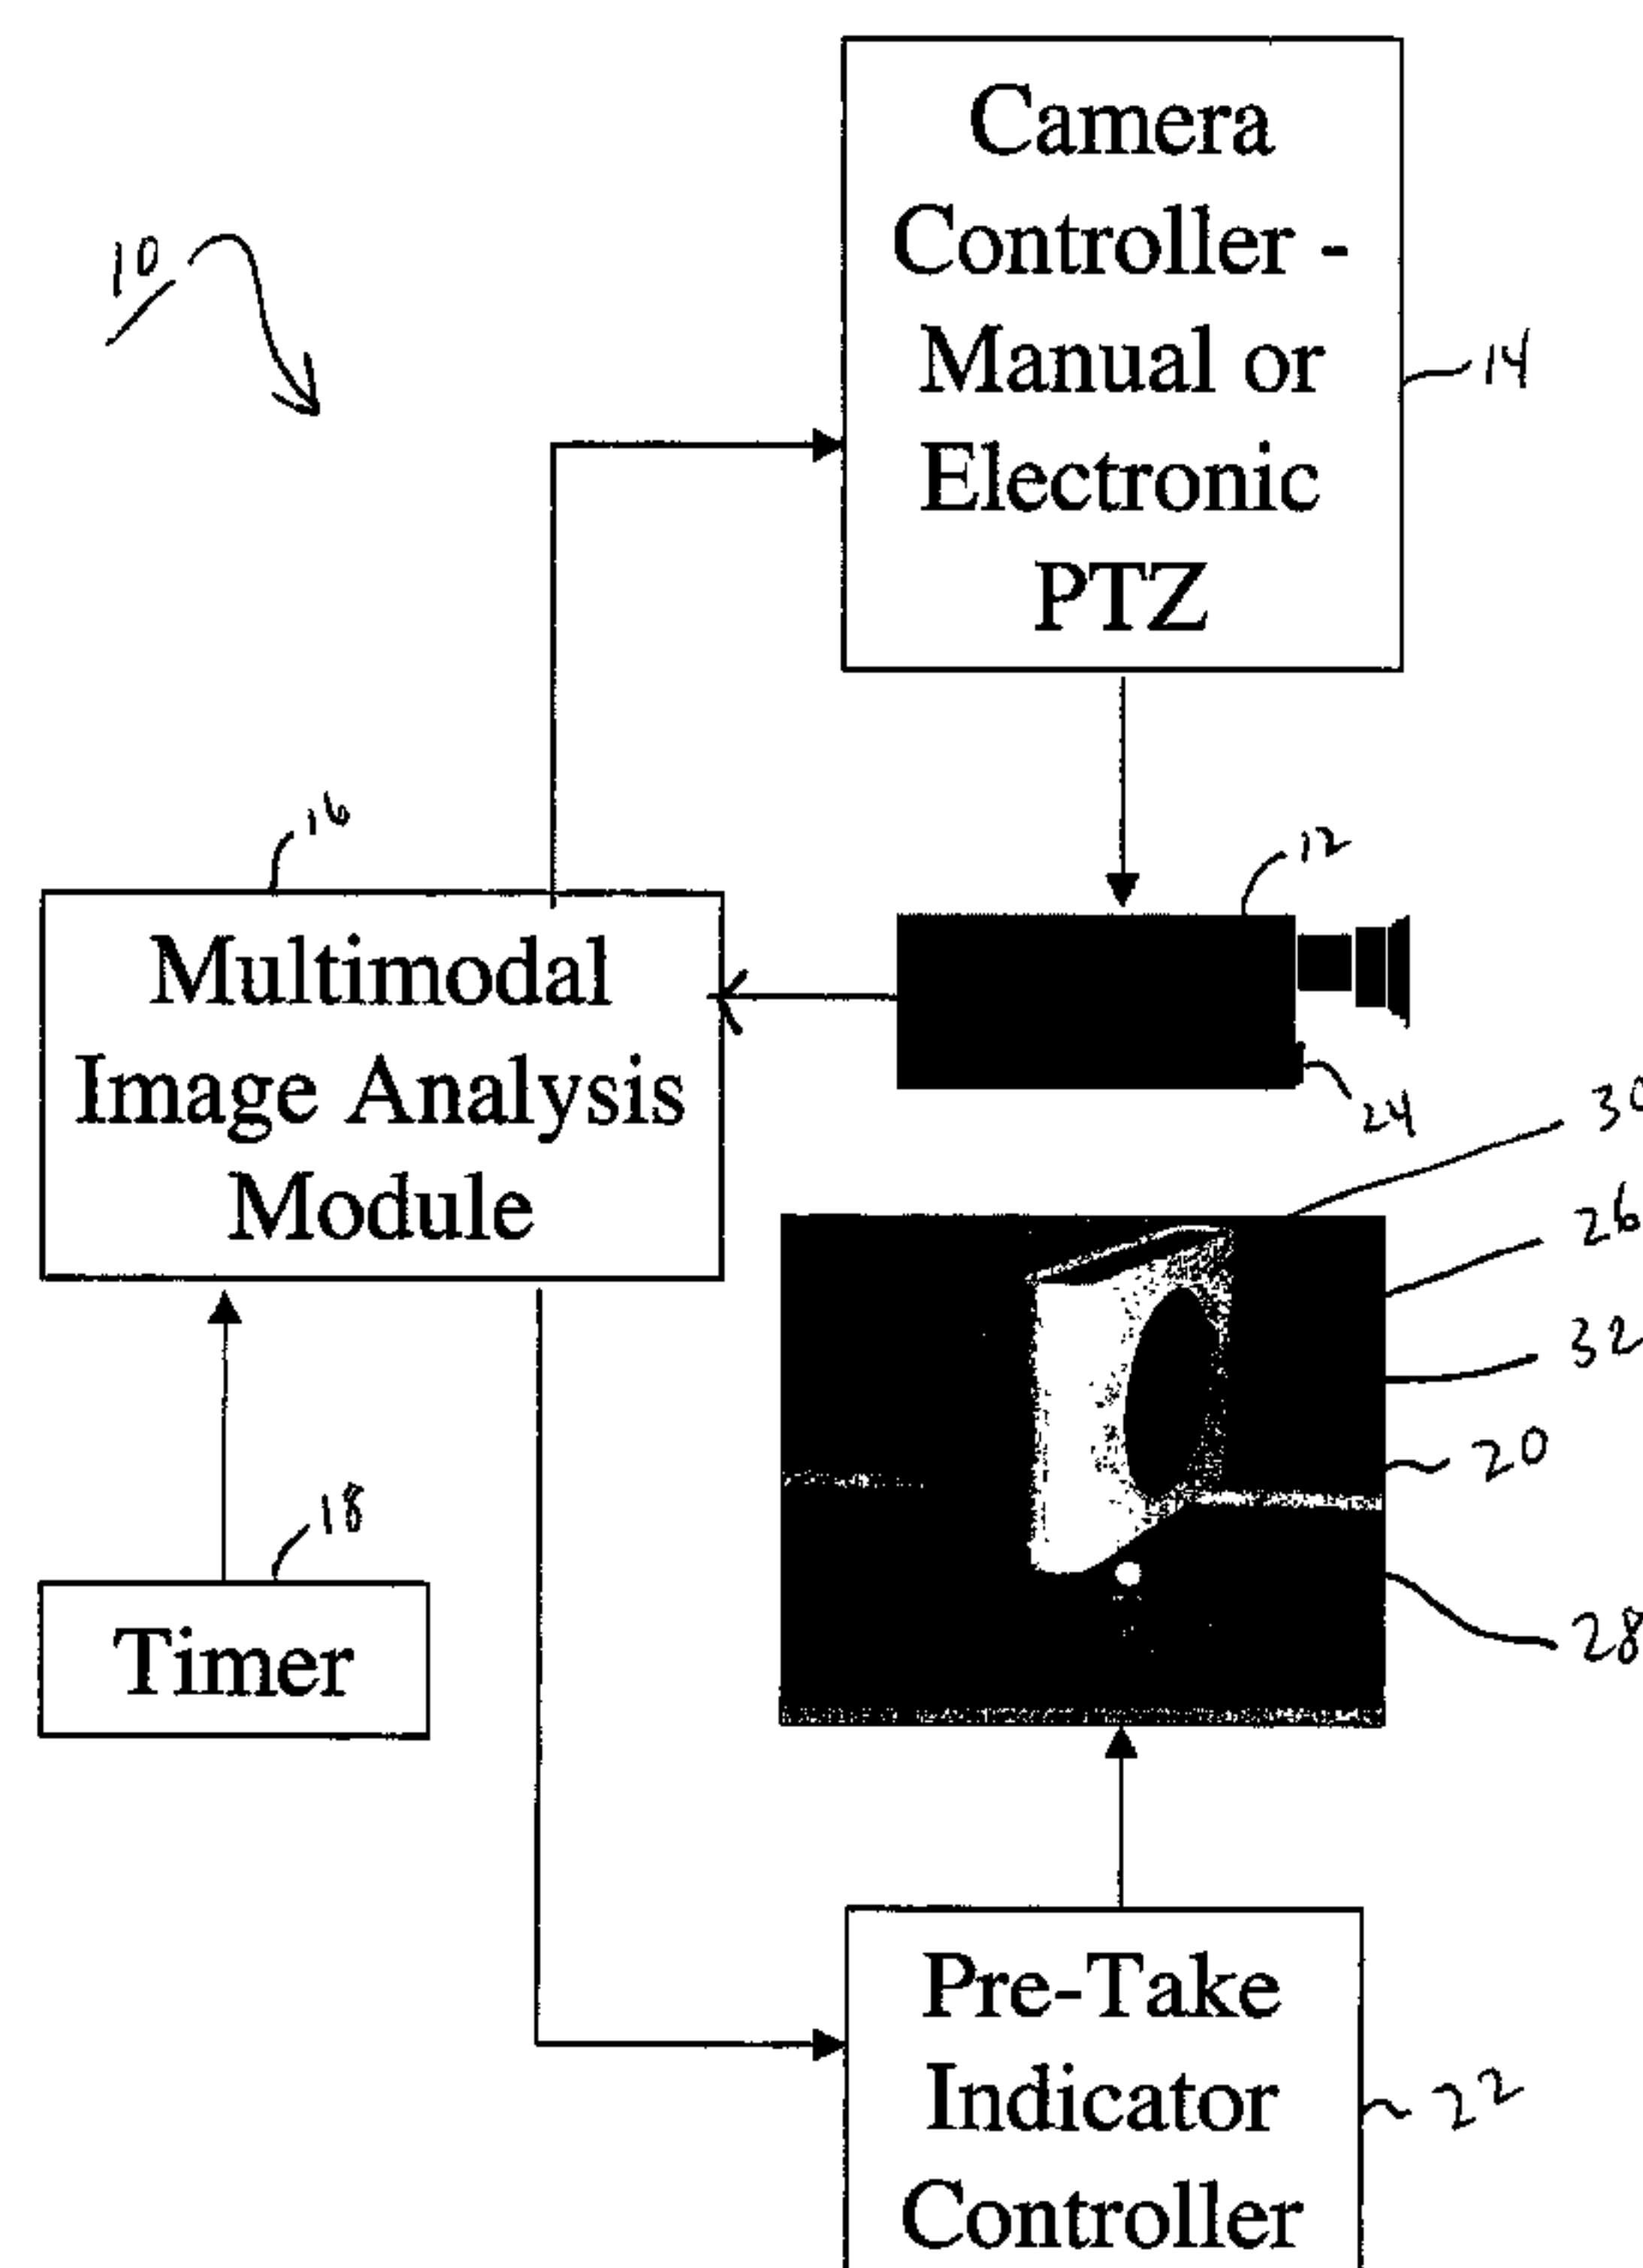 Camera
Controller -
Manual or
Electronic
PTZ
10
14
16
12
Multimodal
Image Analysis
Module
24
30
26
32
20
28
18
Timer
Pre-Take
Indicator
Controller
22